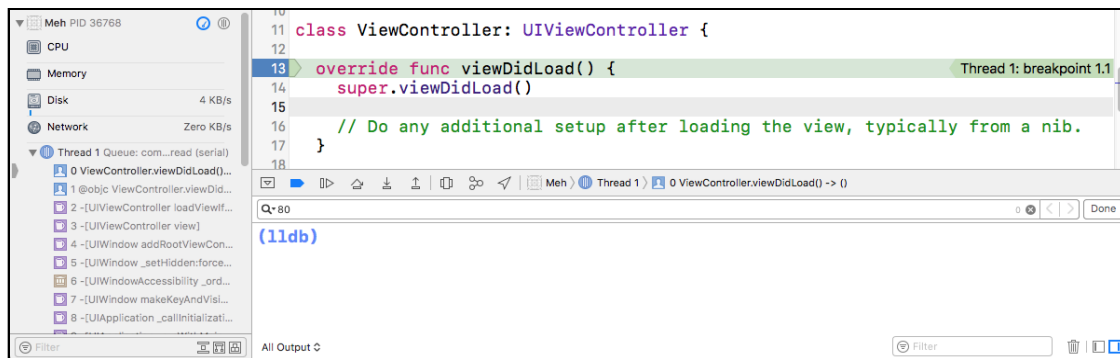 Meh PID 36768
CPU
Memory
Disk 4 KB/s
Network Zero KB/s
Thread 1 Queue: com...read (serial)
0 ViewController.viewDidLoad()...
1 @objc ViewController.viewDid...
2 -[UIViewController loadViewIf...
3 -[UIViewController view]
4 -[UIWindow addRootViewCon...
5 -[UIWindow _setHidden:force...
6 -[UIWindowAccessibility _ord...
7 -[UIWindow makeKeyAndVisi...
8 -[UIApplication _callInitializati...
Filter
11 class ViewController: UIViewController {
12
13 override func viewDidLoad() { Thread 1: breakpoint 1.1
14 super.viewDidLoad()
15
16 // Do any additional setup after loading the view, typically from a nib.
17 }
18
Meh Thread 1 0 ViewController.viewDidLoad() -> ()
80 0 Done
(lldb)
All Output Filter